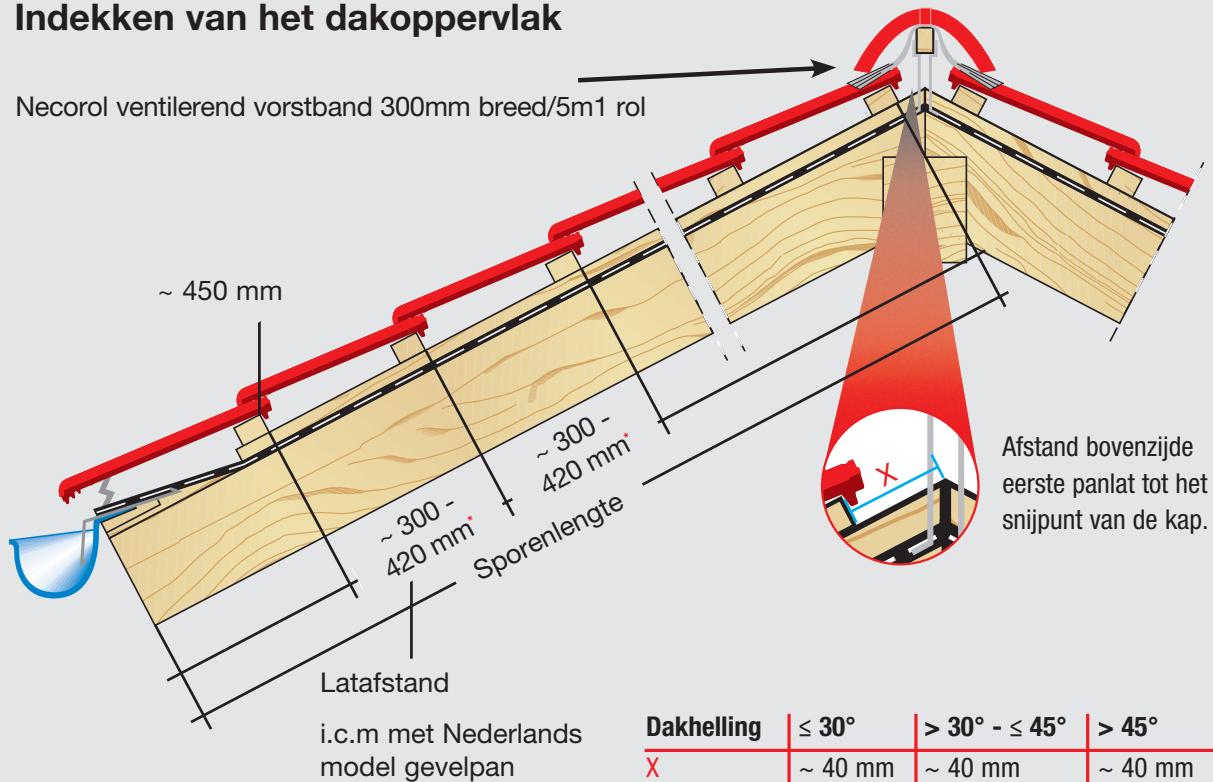 Indekken van het dakoppervlak
Necorol ventilerend vorstband 300mm breed/5m1 rol
~ 450 mm
~ 300 -
420 mm*
~ 300 -
420 mm*
Sporenlengte
X
Afstand bovenzijde
eerste panlat tot het
snijpunt van de kap.
Latafstand
i.c.m met Nederlands
model gevelpan
Dakhelling ≤ 30° > 30° - ≤ 45° > 45°
X ~ 40 mm ~ 40 mm ~ 40 mm